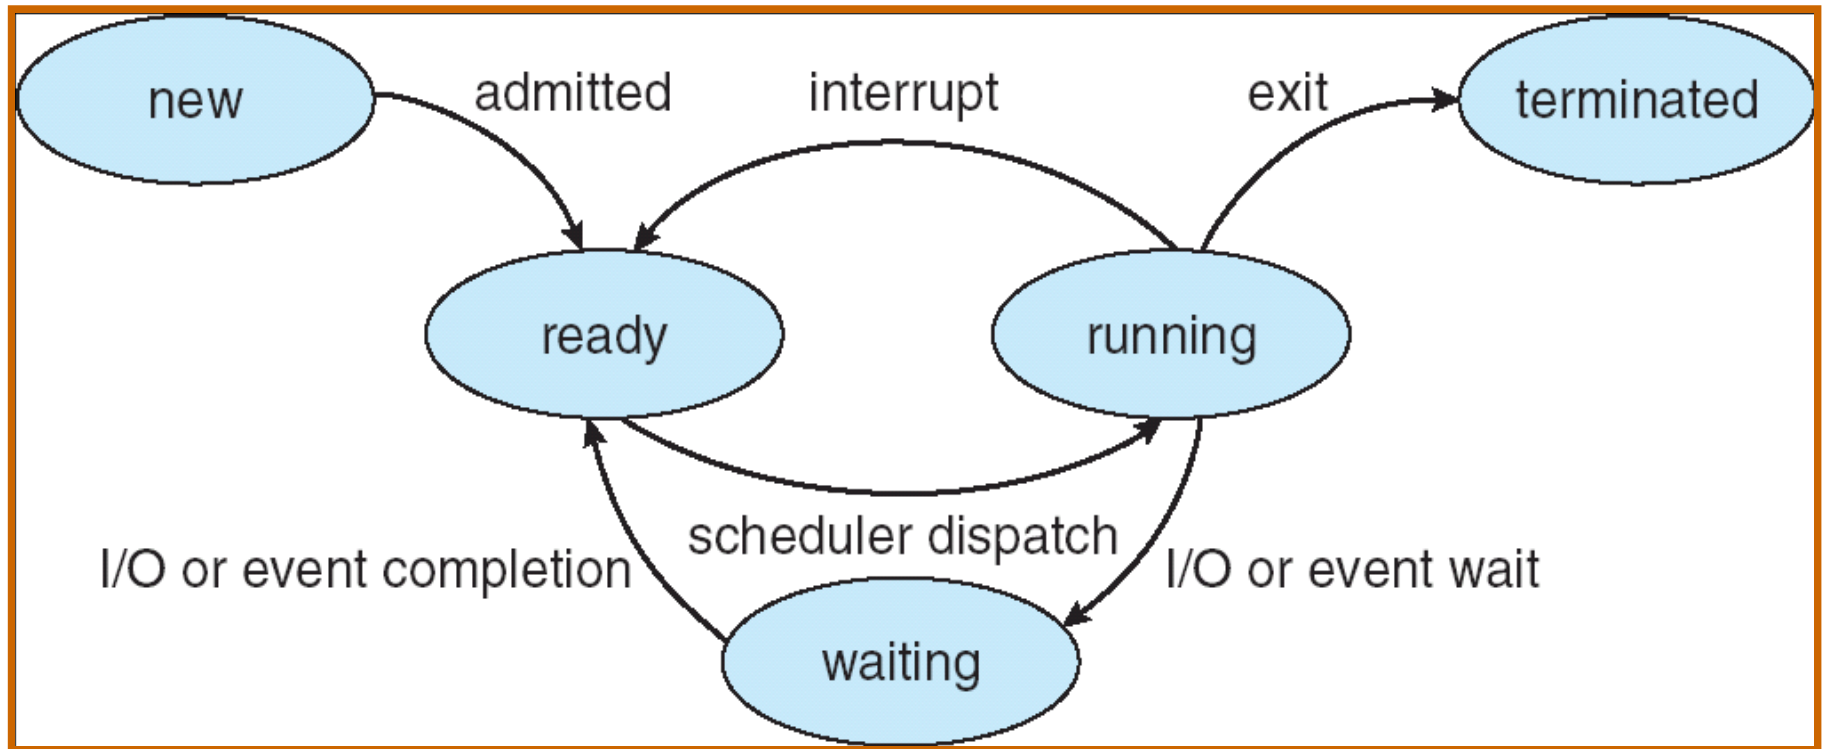 new
admitted
interrupt
exit
terminated
ready
running
scheduler dispatch
I/O or event completion
I/O or event wait
waiting